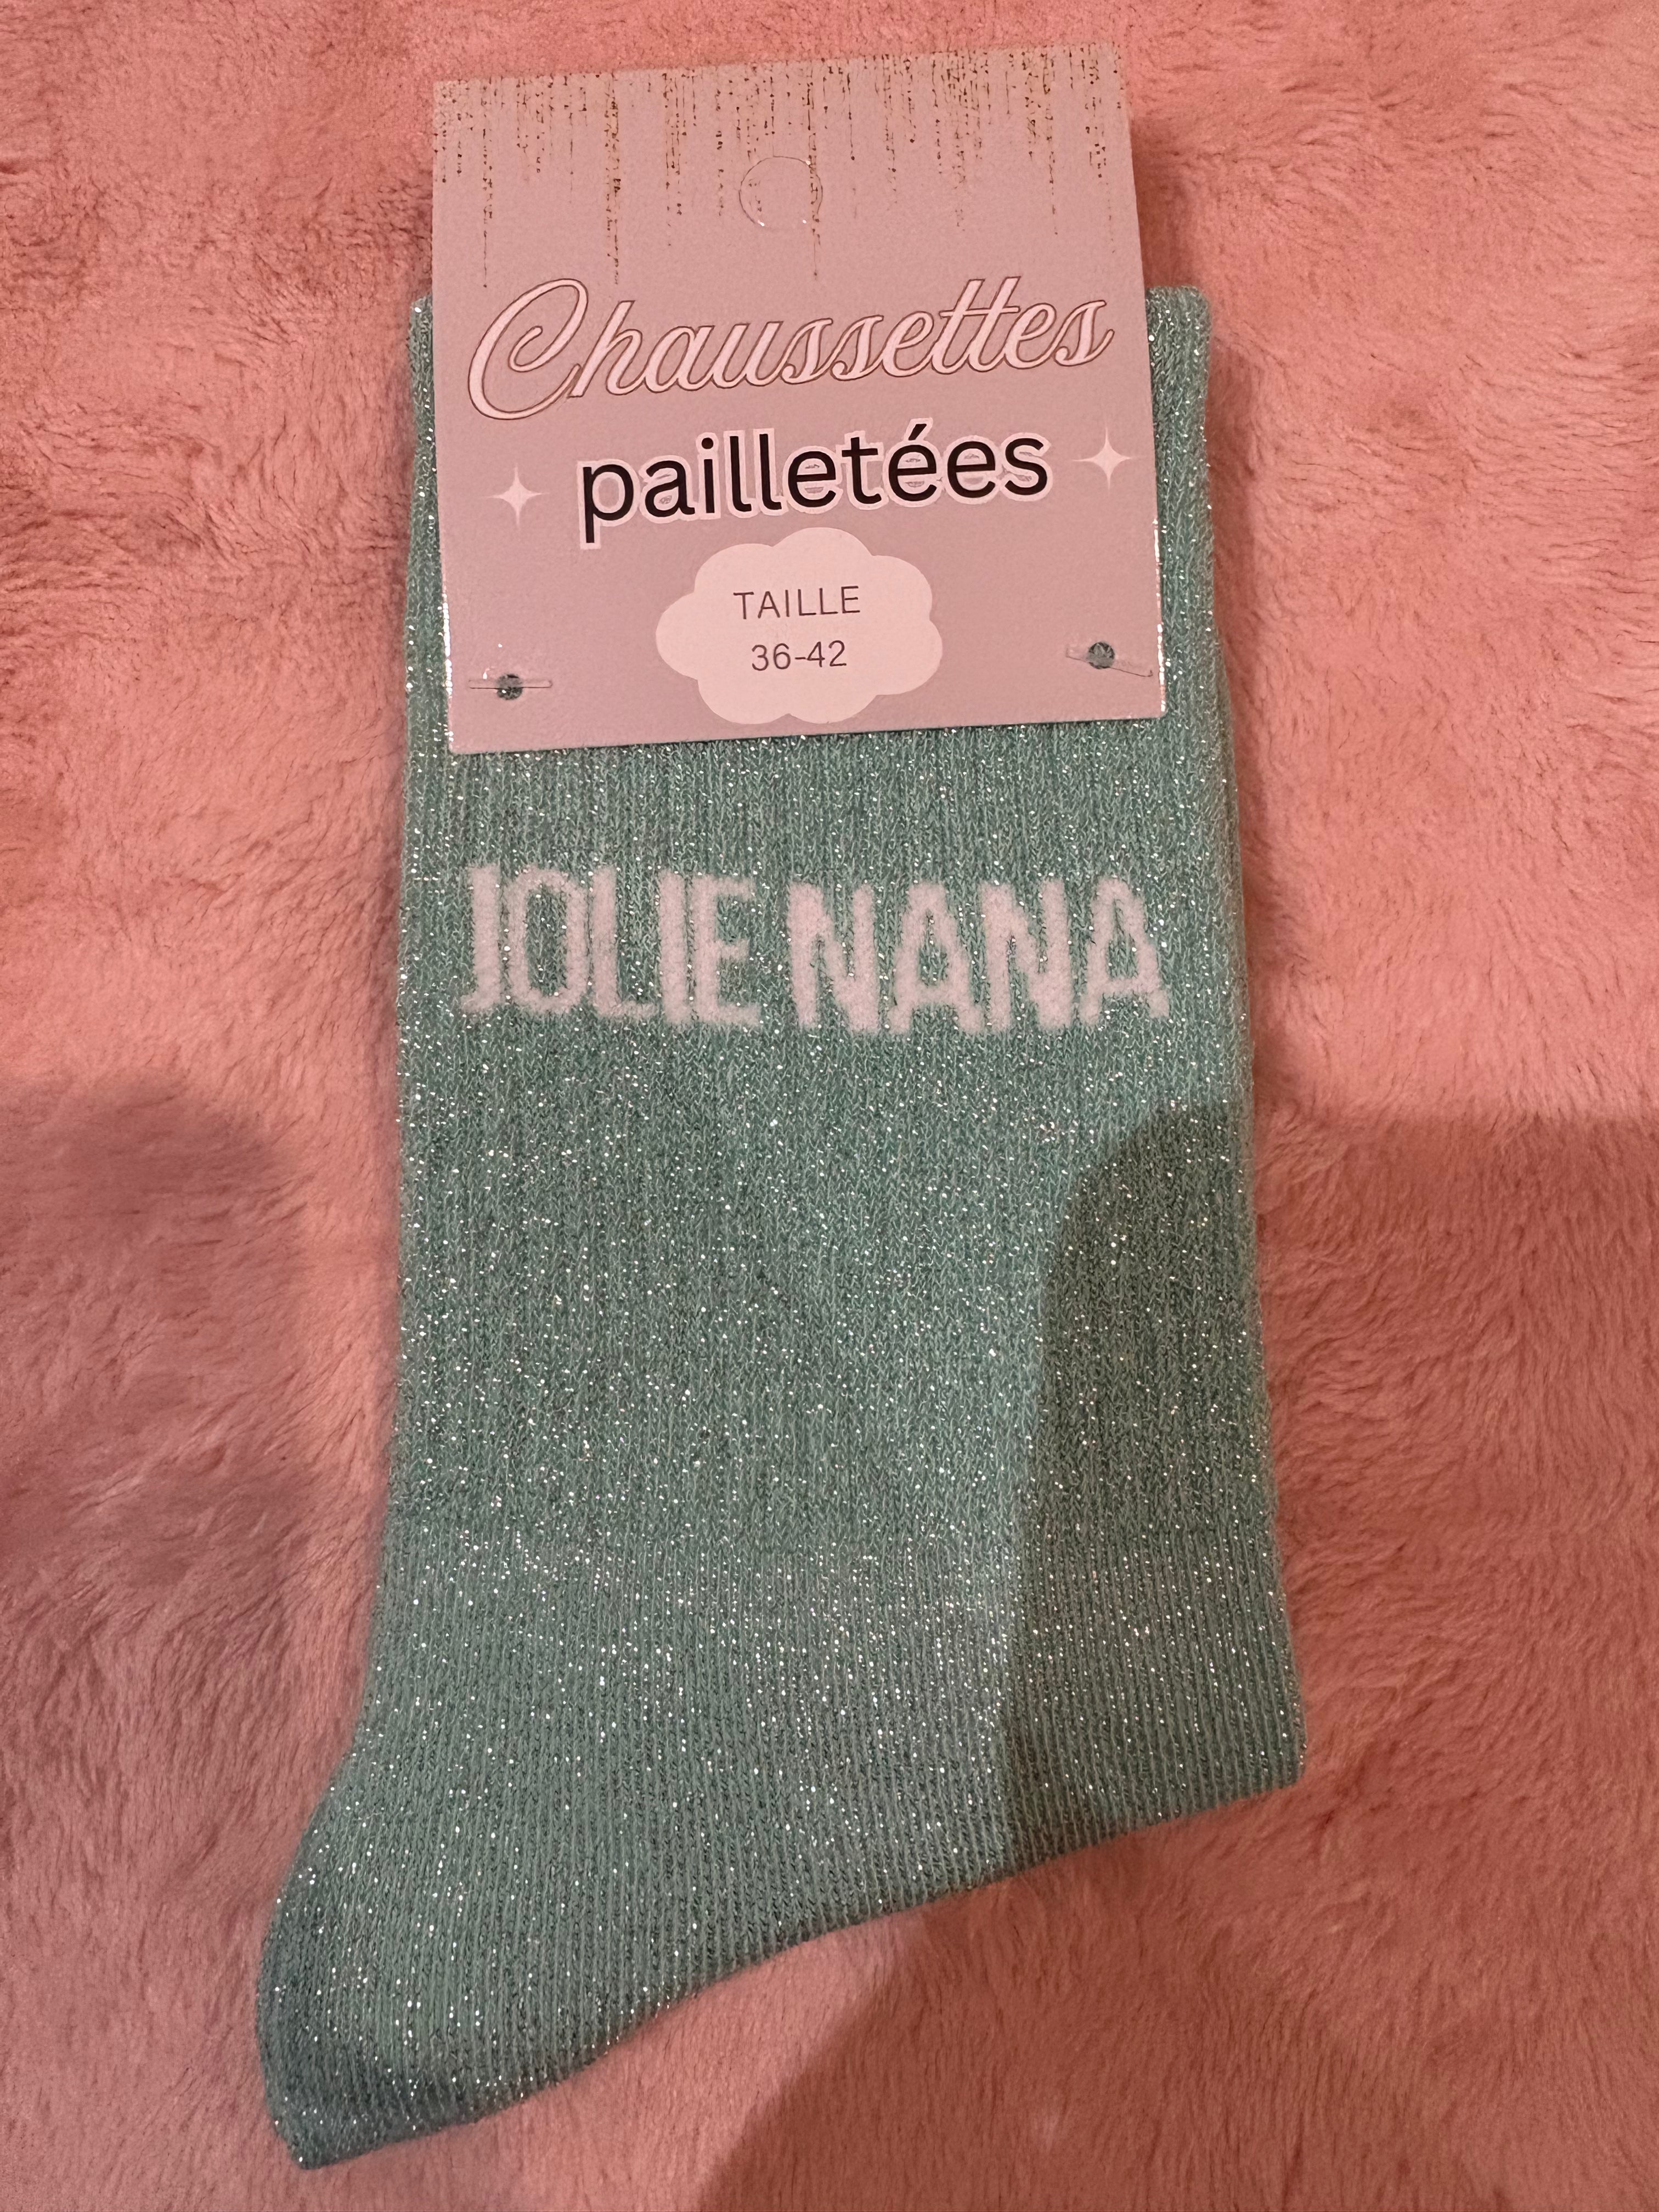 Chaussettes
pailletées
TAILLE
36-42
JOLIE NANA